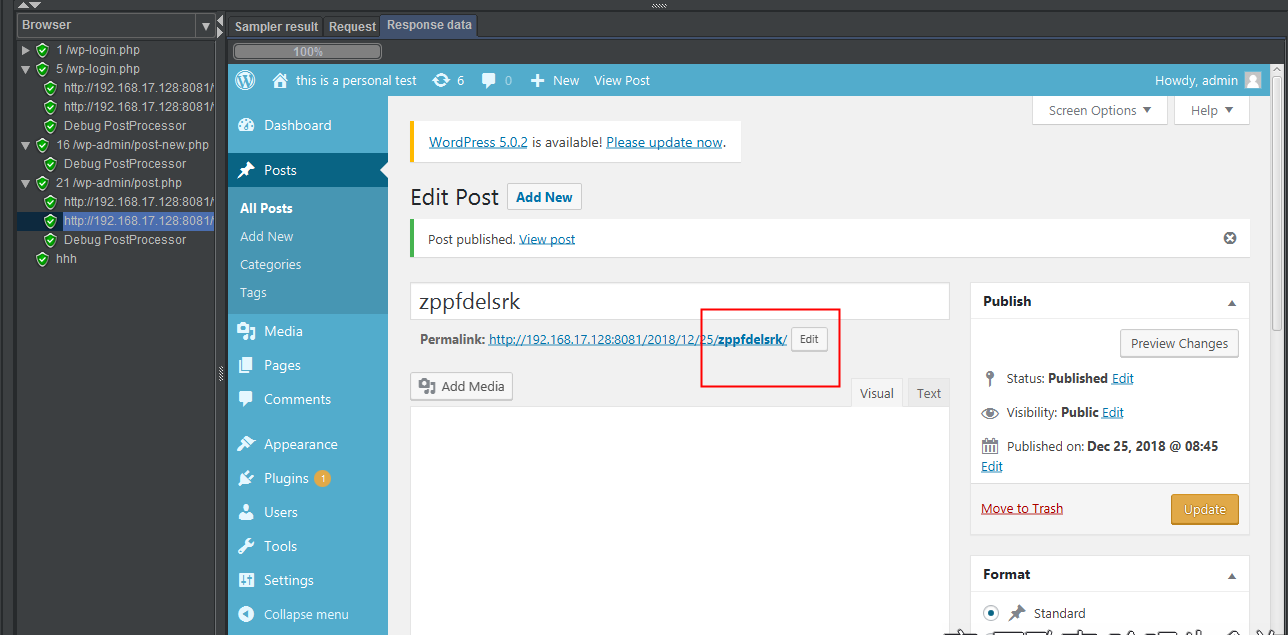 Browser
1 /wp-login.php
5 /wp-login.php
http://192.168.17.128:8081/
http://192.168.17.128:8081/
Debug PostProcessor
16 /wp-admin/post-new.php
Debug PostProcessor
21 /wp-admin/post.php
http://192.168.17.128:8081/
http://192.168.17.128:8081/
Debug PostProcessor
hhh
Sampler result Request Response data
100%
this is a personal test 6 0 New View Post Howdy, admin
Screen Options Help
Dashboard
Posts
All Posts
Add New
Categories
Tags
Media
Pages
Comments
Appearance
Plugins 1
Users
Tools
Settings
Collapse menu
WordPress 5.0.2 is available! Please update now.
Edit Post Add New
Post published. View post
zppfdelsrk
Permalink: http://192.168.17.128:8081/2018/12/25/zppfdelsrk/ Edit
Add Media
Visual Text
Publish
Preview Changes
Status: Published Edit
Visibility: Public Edit
Published on: Dec 25, 2018 @ 08:45
Edit
Move to Trash Update
Format
Standard